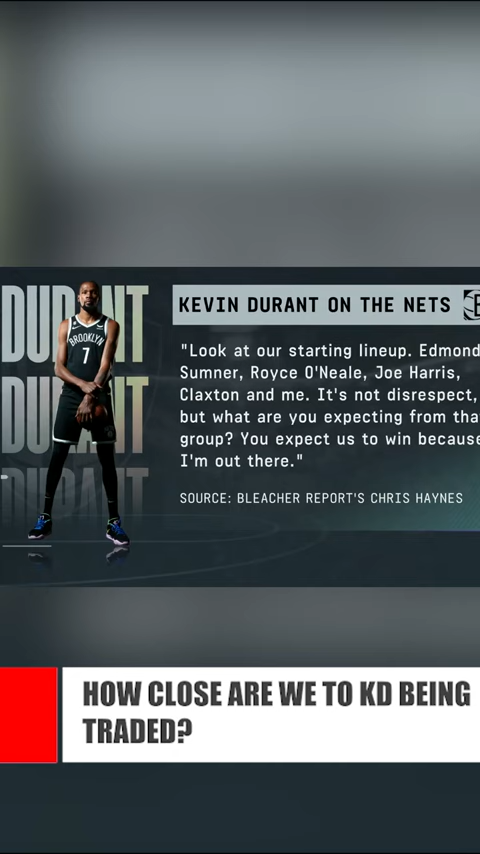 DURANT
DURANT
DURANT
BROOKLYN
7
KEVIN DURANT ON THE NETS
"Look at our starting lineup. Edmond
Sumner, Royce O'Neale, Joe Harris,
Claxton and me. It's not disrespect,
but what are you expecting from tha
group? You expect us to win because
I'm out there."
SOURCE: BLEACHER REPORT'S CHRIS HAYNES
HOW CLOSE ARE WE TO KD BEING
TRADED?